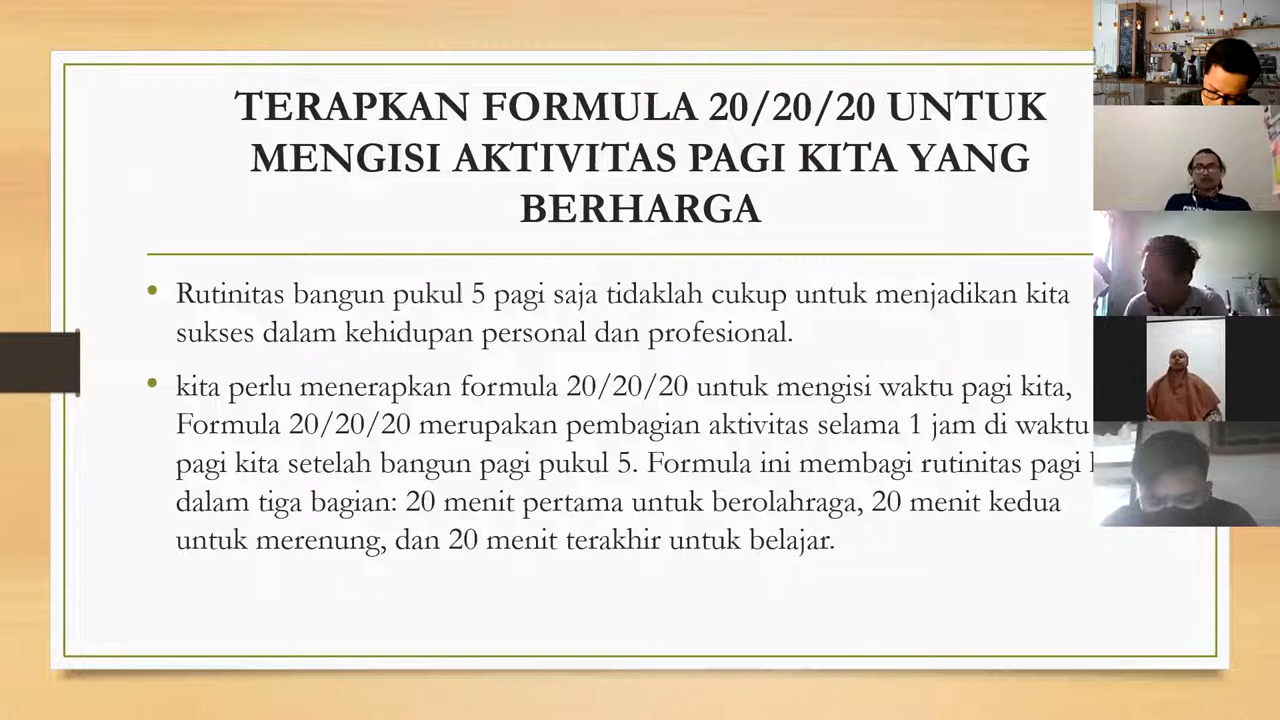 TERAPKAN FORMULA 20/20/20 UNTUK
MENGISI AKTIVITAS PAGI KITA YANG
BERHARGA
• Rutinitas bangun pukul 5 pagi saja tidaklah cukup untuk menjadikan kita
sukses dalam kehidupan personal dan profesional.
• kita perlu menerapkan formula 20/20/20 untuk mengisi waktu pagi kita,
Formula 20/20/20 merupakan pembagian aktivitas selama 1 jam di waktu
pagi kita setelah bangun pagi pukul 5. Formula ini membagi rutinitas pagi
dalam tiga bagian: 20 menit pertama untuk berolahraga, 20 menit kedua
untuk merenung, dan 20 menit terakhir untuk belajar.